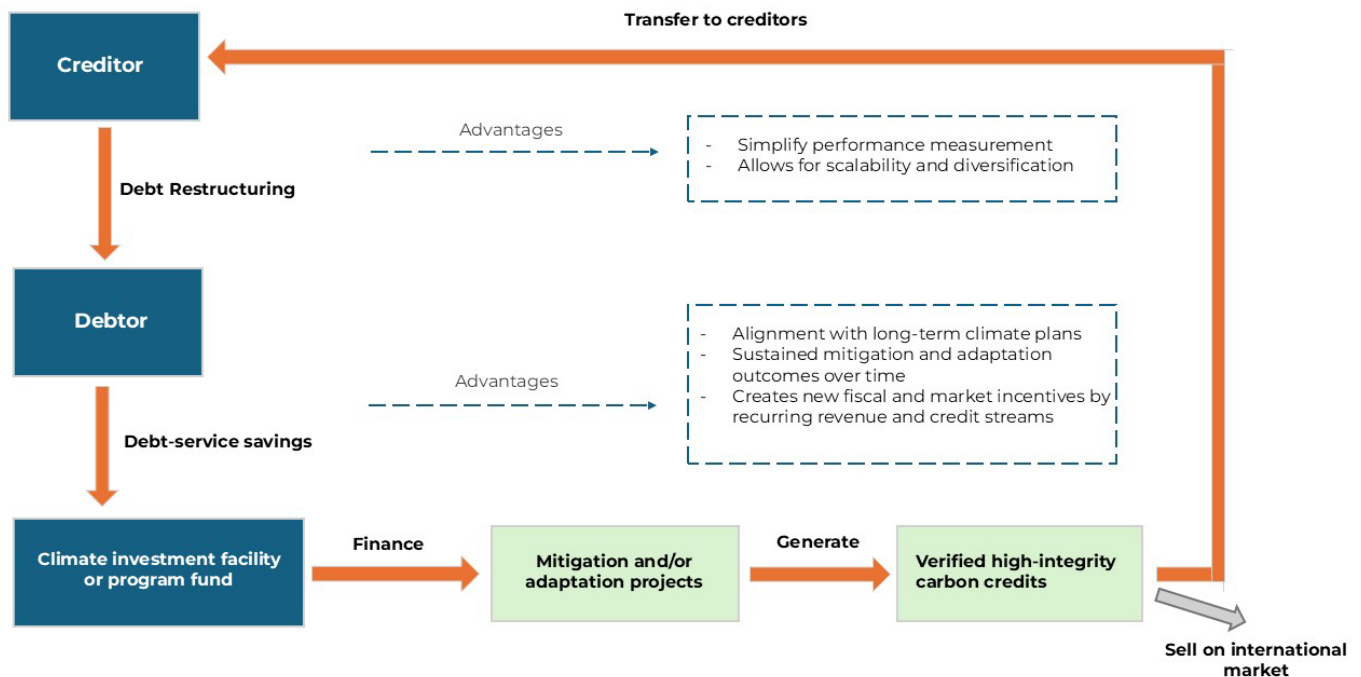 Transfer to creditors
Creditor
Advantages
- Simplify performance measurement
- Allows for scalability and diversification
Debt Restructuring
Debtor
Advantages
- Alignment with long-term climate plans
- Sustained mitigation and adaptation
outcomes over time
- Creates new fiscal and market incentives by
recurring revenue and credit streams
Debt-service savings
Climate investment facility
or program fund
Finance
Mitigation and/or
adaptation projects
Generate
Verified high-integrity
carbon credits
Sell on international
market